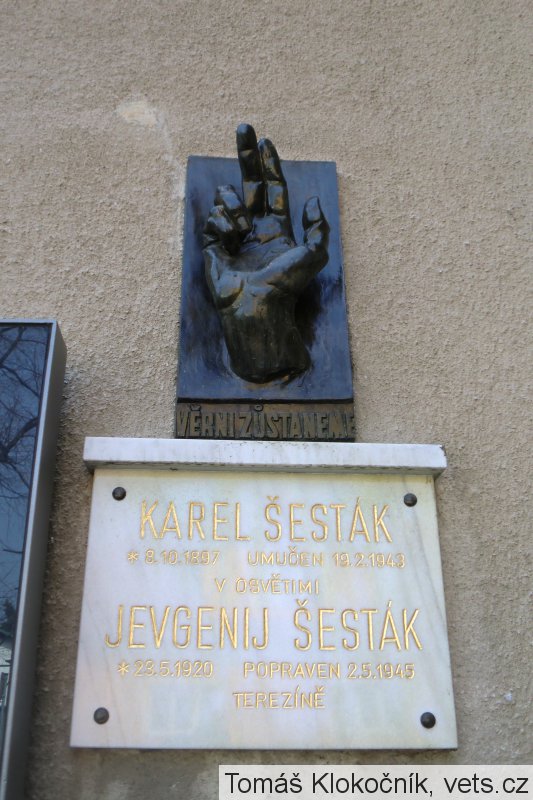 VĚRNI ZŮSTANEME
KAREL ŠESTÁK
* 8.10.1897 UMUČEN 19.2.1943
V OSVĚTIMI
JEVGENIJ ŠESTÁK
* 29.5.1920 POPRAVEN 2.5.1945
TEREZÍNĚ
Tomáš Klokočník, vets.cz